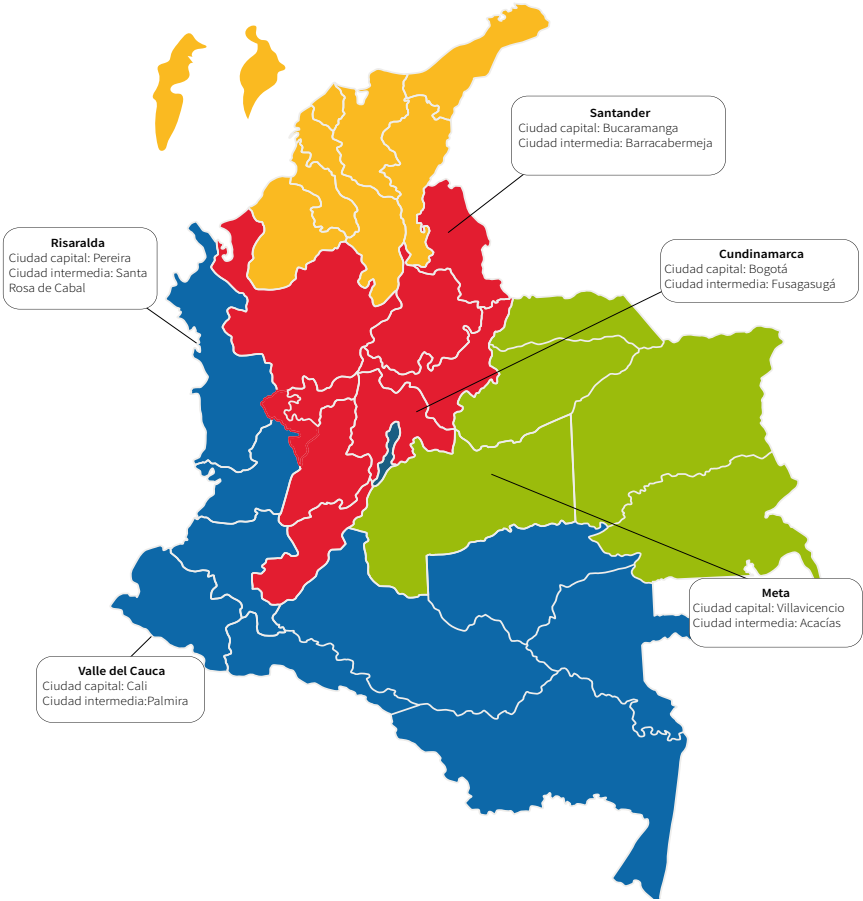 Santander
Ciudad capital: Bucaramanga
Ciudad intermedia: Barracabermeja
Risaralda
Ciudad capital: Pereira
Ciudad intermedia: Santa
Rosa de Cabal
Cundinamarca
Ciudad capital: Bogotá
Ciudad intermedia: Fusagasugá
Meta
Ciudad capital: Villavicencio
Ciudad intermedia: Acacías
Valle del Cauca
Ciudad capital: Cali
Ciudad intermedia:Palmira